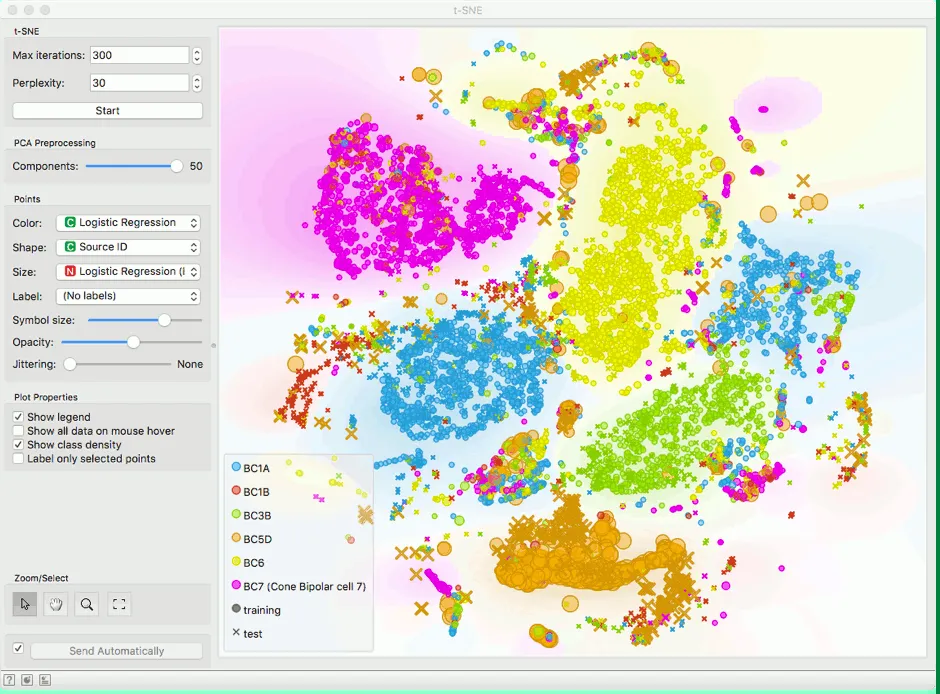 t-SNE
t-SNE
Max iterations: 300
Perplexity: 30
Start
PCA Preprocessing
Components: 50
Points
Color: C Logistic Regression
Shape: C Source ID
Size: N Logistic Regression (I
Label: (No labels)
Symbol size:
Opacity:
Jittering: None
Plot Properties
Show legend
Show all data on mouse hover
Show class density
Label only selected points
Zoom/Select
Send Automatically
?
BC1A
BC1B
BC3B
BC5D
BC6
BC7 (Cone Bipolar cell 7)
training
test